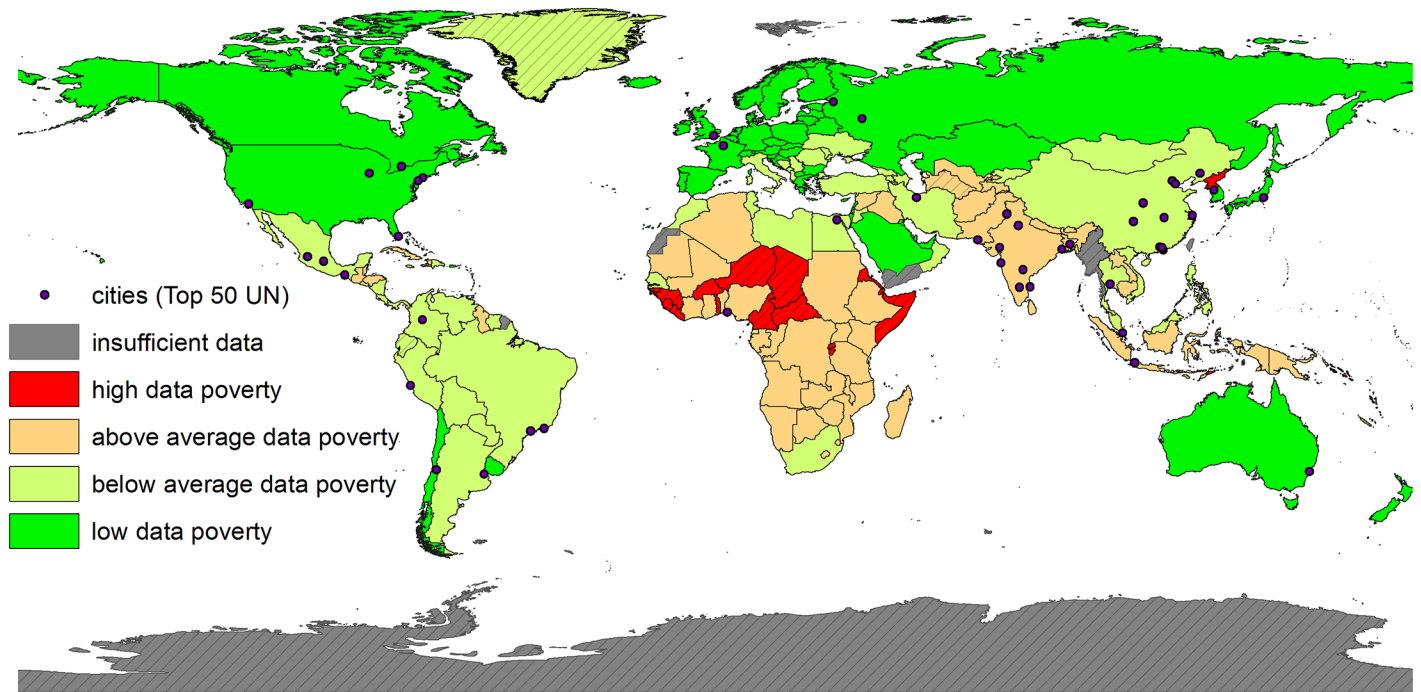 cities (Top 50 UN)
insufficient data
high data poverty
above average data poverty
below average data poverty
low data poverty